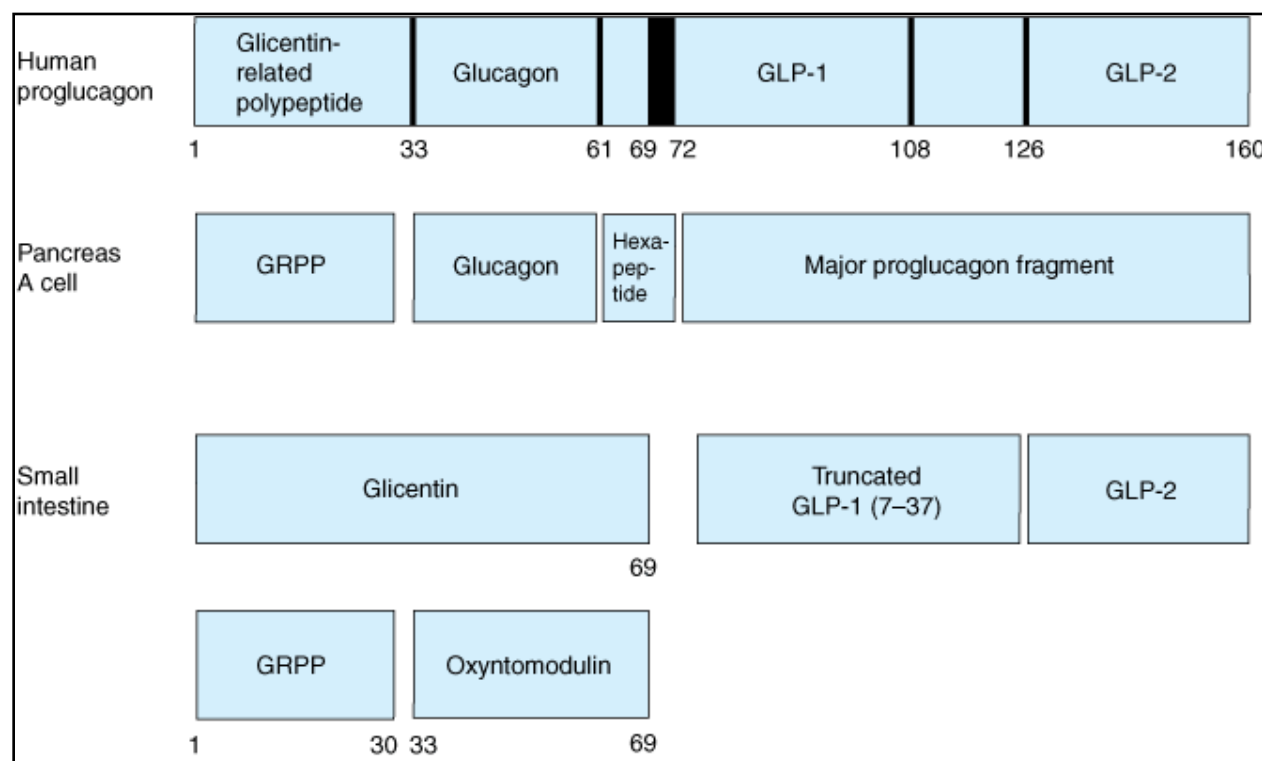 Human
proglucagon
Glicentin-
related
polypeptide
Glucagon
GLP-1
GLP-2
1 33 61 69 72 108 126 160
Pancreas
A cell
GRPP
Glucagon
Hexa-
pep-
tide
Major proglucagon fragment
Small
intestine
Glicentin
Truncated
GLP-1 (7–37)
GLP-2
69
GRPP
Oxyntomodulin
1 30 33 69